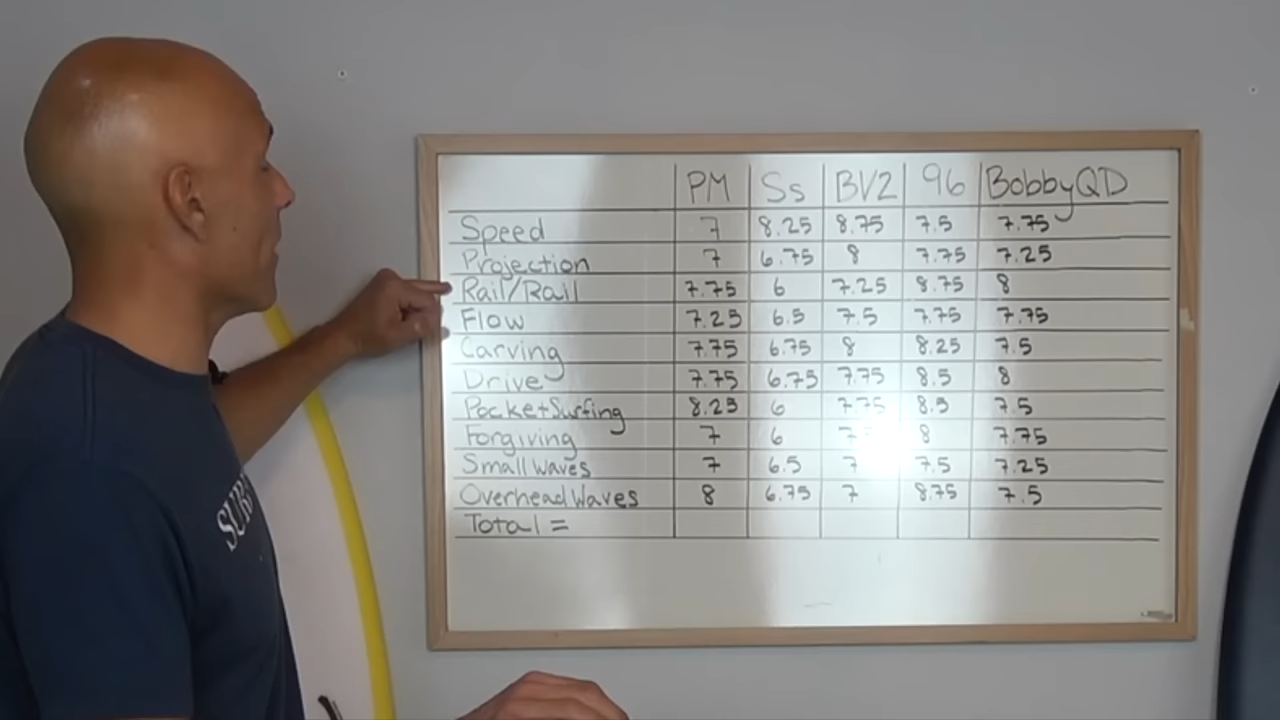 PM Ss BV2 96 BobbyQD
Speed 7 8.25 8.75 7.5 7.75
Projection 7 6.75 8 7.75 7.25
Rail/Rail 7.75 6 7.25 8.75 8
Flow 7.25 6.5 7.5 7.75 7.75
Carving 7.75 6.75 8 8.25 7.5
Drive 7.75 6.75 7.75 8.5 8
PocketSurfing 8.25 6 7.75 8.5 7.5
Forgiving 7 6 8 7.75
Small Waves 7 6.5 7 7.5 7.25
Overhead Waves 8 6.75 7 8.75 7.5
Total =